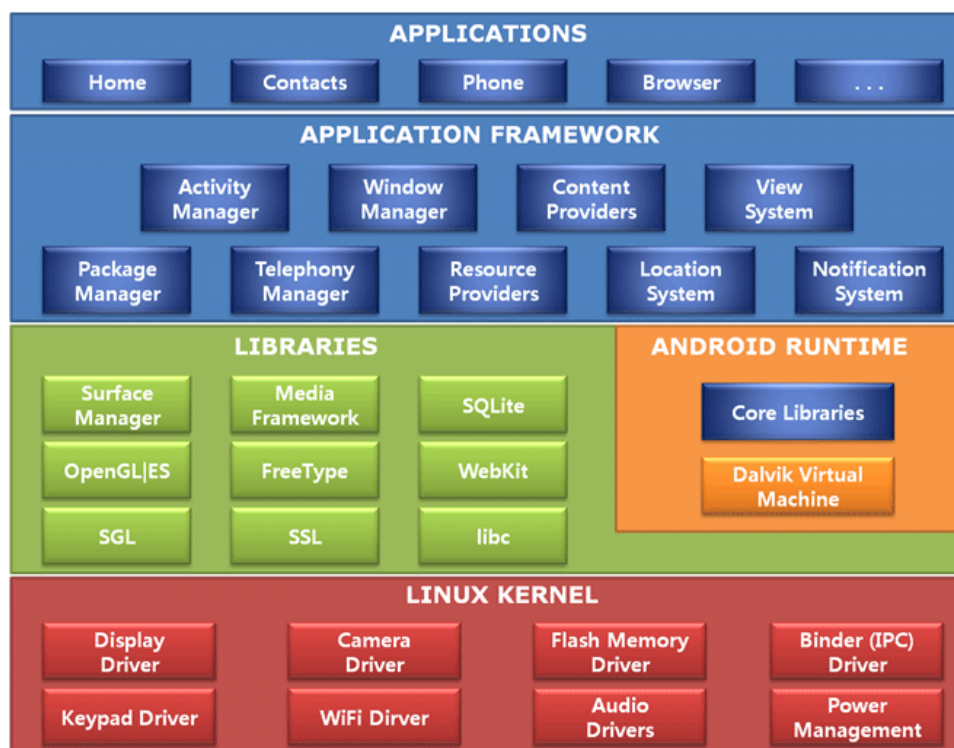 APPLICATIONS
Home
Contacts
Phone
Browser
. . .
APPLICATION FRAMEWORK
Activity
Manager
Window
Manager
Content
Providers
View
System
Package
Manager
Telephony
Manager
Resource
Providers
Location
System
Notification
System
LIBRARIES
Surface
Manager
Media
Framework
SQLite
OpenGL|ES
FreeType
WebKit
SGL
SSL
libc
ANDROID RUNTIME
Core Libraries
Dalvik Virtual
Machine
LINUX KERNEL
Display
Driver
Camera
Driver
Flash Memory
Driver
Binder (IPC)
Driver
Keypad Driver
WiFi Dirver
Audio
Drivers
Power
Management